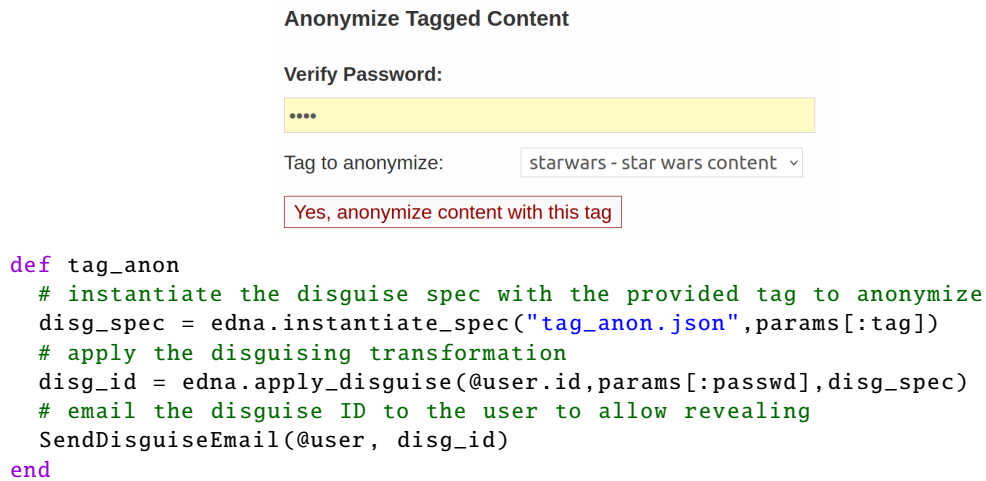 Anonymize Tagged Content
Verify Password:
••••
Tag to anonymize: starwars - star wars content
Yes, anonymize content with this tag
def tag_anon
  # instantiate the disguise spec with the provided tag to anonymize
  disg_spec = edna.instantiate_spec("tag_anon.json",params[:tag])
  # apply the disguising transformation
  disg_id = edna.apply_disguise(@user.id,params[:passwd],disg_spec)
  # email the disguise ID to the user to allow revealing
  SendDisguiseEmail(@user, disg_id)
end